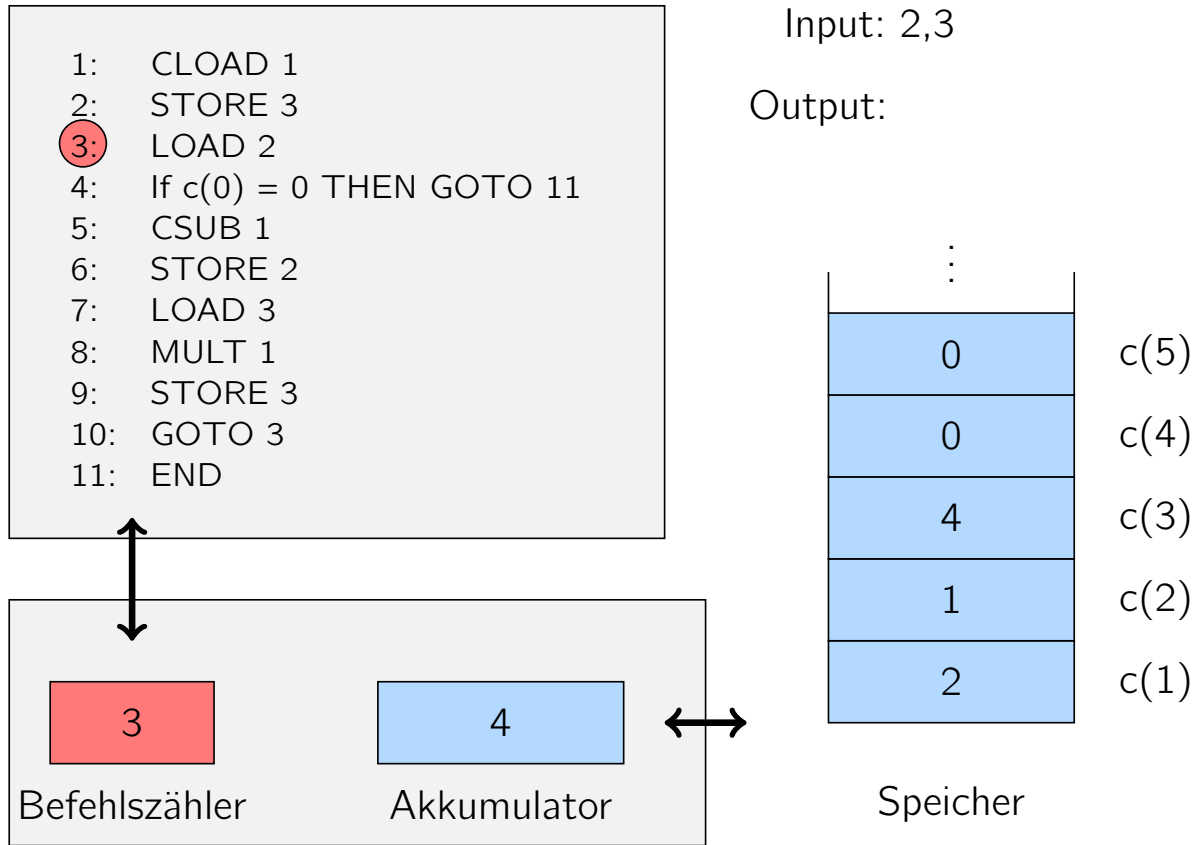 1: CLOAD 1
2: STORE 3
3: LOAD 2
4: If c(0) = 0 THEN GOTO 11
5: CSUB 1
6: STORE 2
7: LOAD 3
8: MULT 1
9: STORE 3
10: GOTO 3
11: END
Input: 2,3
Output:
⋮
0 c(5)
0 c(4)
4 c(3)
1 c(2)
2 c(1)
Speicher
3
Befehlszähler
4
Akkumulator